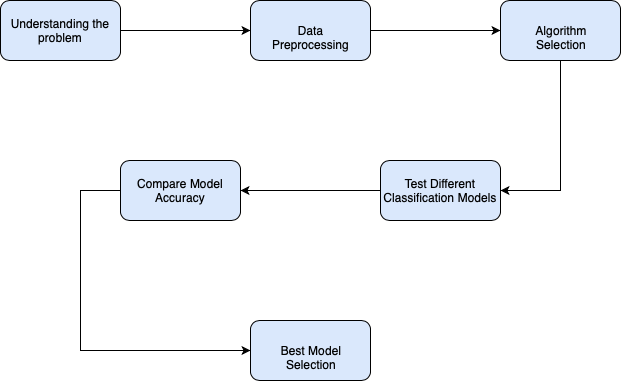 Understanding the
problem
Data
Preprocessing
Algorithm
Selection
Test Different
Classification Models
Compare Model
Accuracy
Best Model
Selection